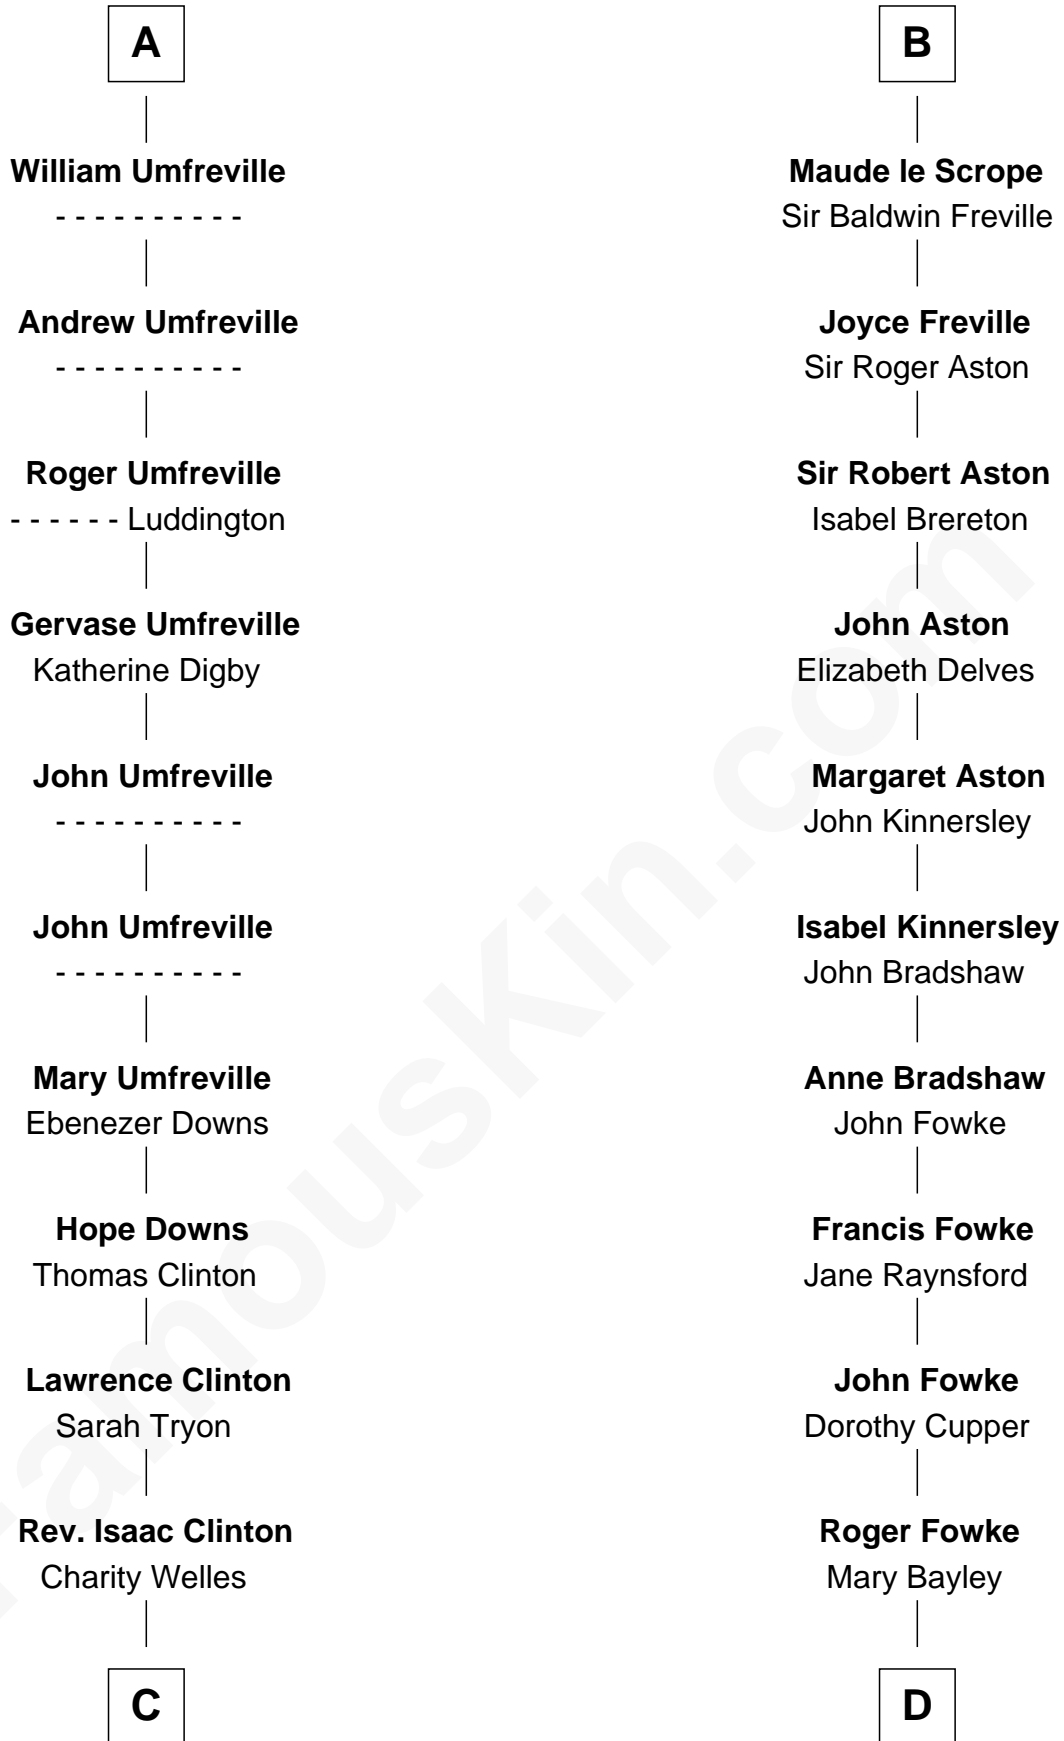 A
William Umfreville
- - - - - - - - - -
Andrew Umfreville
- - - - - - - - - -
Roger Umfreville
- - - - - - Luddington
Gervase Umfreville
Katherine Digby
John Umfreville
- - - - - - - - - -
John Umfreville
- - - - - - - - - -
Mary Umfreville
Ebenezer Downs
Hope Downs
Thomas Clinton
Lawrence Clinton
Sarah Tryon
Rev. Isaac Clinton
Charity Welles
C
B
Maude le Scrope
Sir Baldwin Freville
Joyce Freville
Sir Roger Aston
Sir Robert Aston
Isabel Brereton
John Aston
Elizabeth Delves
Margaret Aston
John Kinnersley
Isabel Kinnersley
John Bradshaw
Anne Bradshaw
John Fowke
Francis Fowke
Jane Raynsford
John Fowke
Dorothy Cupper
Roger Fowke
Mary Bayley
D
FamousKin.com